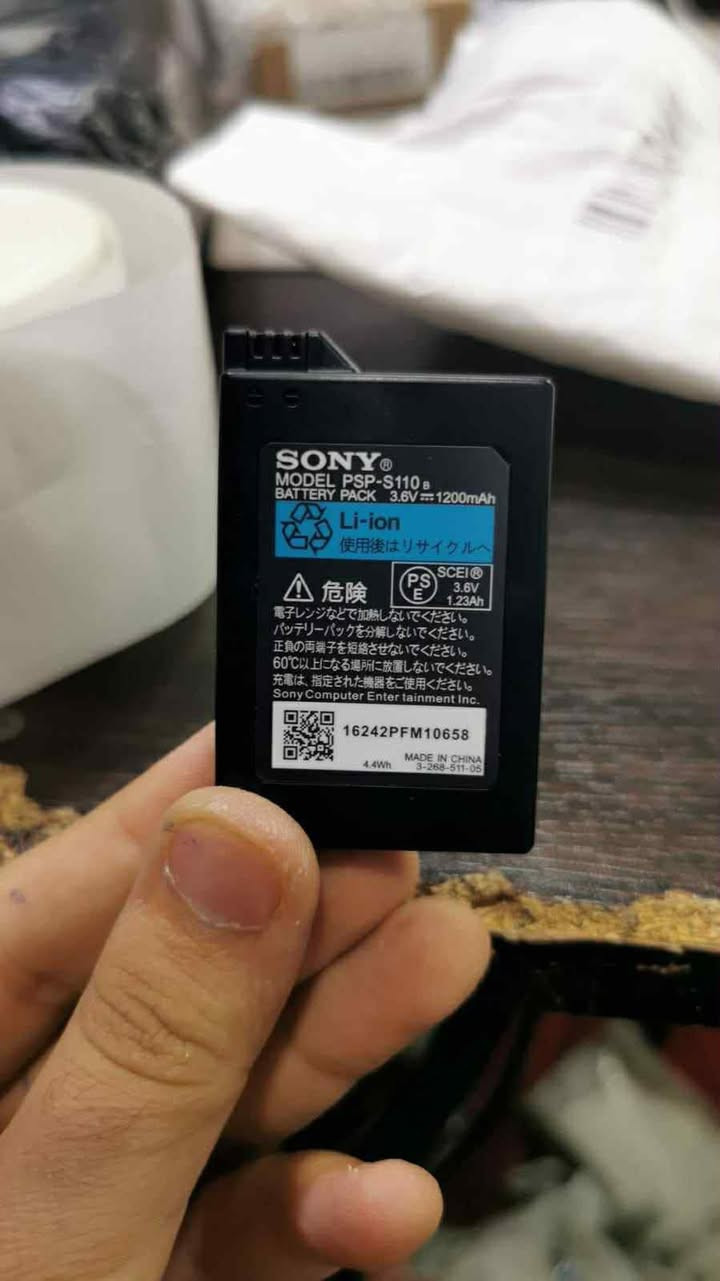 SONY®
MODEL PSP-S110 B
BATTERY PACK 3.6V⎓1200mAh
Li-ion
使用後はリサイクルへ
⚠危険
PS
E
SCEI®
3.6V
1.23Ah
電子レンジなどで加熱しないでください。
バッテリーパックを分解しないでください。
正負の両端子を短絡させないでください。
60℃以上になる場所に放置しないでください。
充電は、指定された機器をご使用ください。
Sony Computer Entertainment Inc.
16242PFM10658
4.4Wh
MADE IN CHINA
3-268-511-05